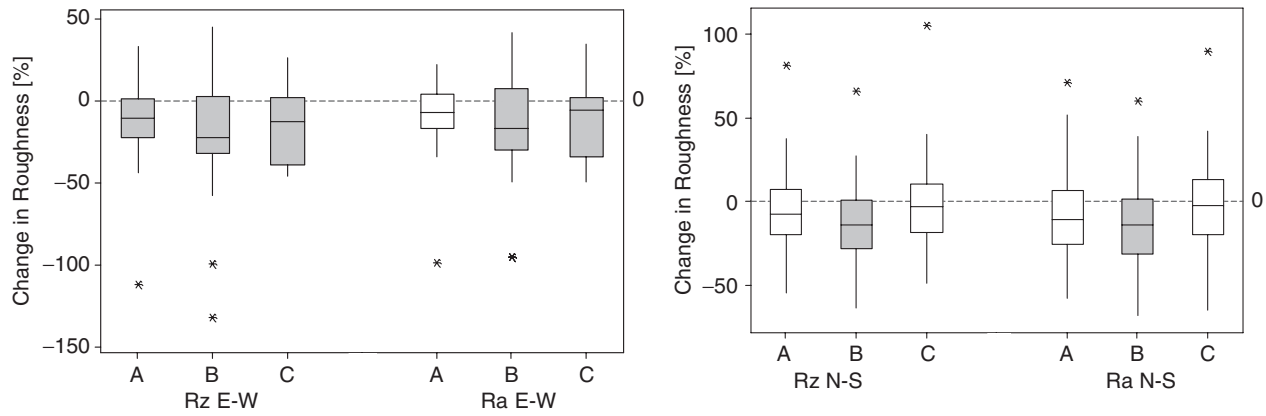 Change in Roughness [%]
50
0
−50
−100
−150
0
A B C A B C
Rz E-W Ra E-W
Change in Roughness [%]
100
50
0
−50
0
A B C A B C
Rz N-S Ra N-S